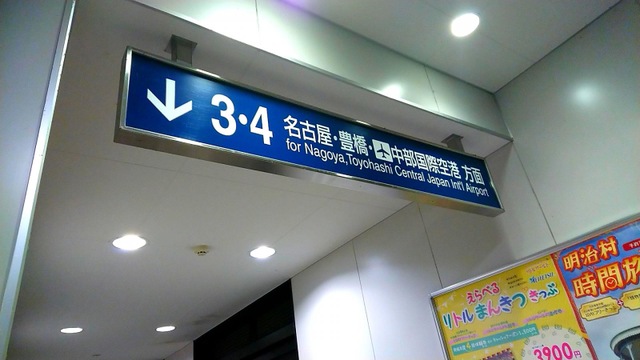 3・4
名古屋・豊橋・中部国際空港 方面
for Nagoya,Toyohashi Central Japan Int'l Airport
えらべる
リトルまんきつきっぷ
3900円
明治村
時間旅